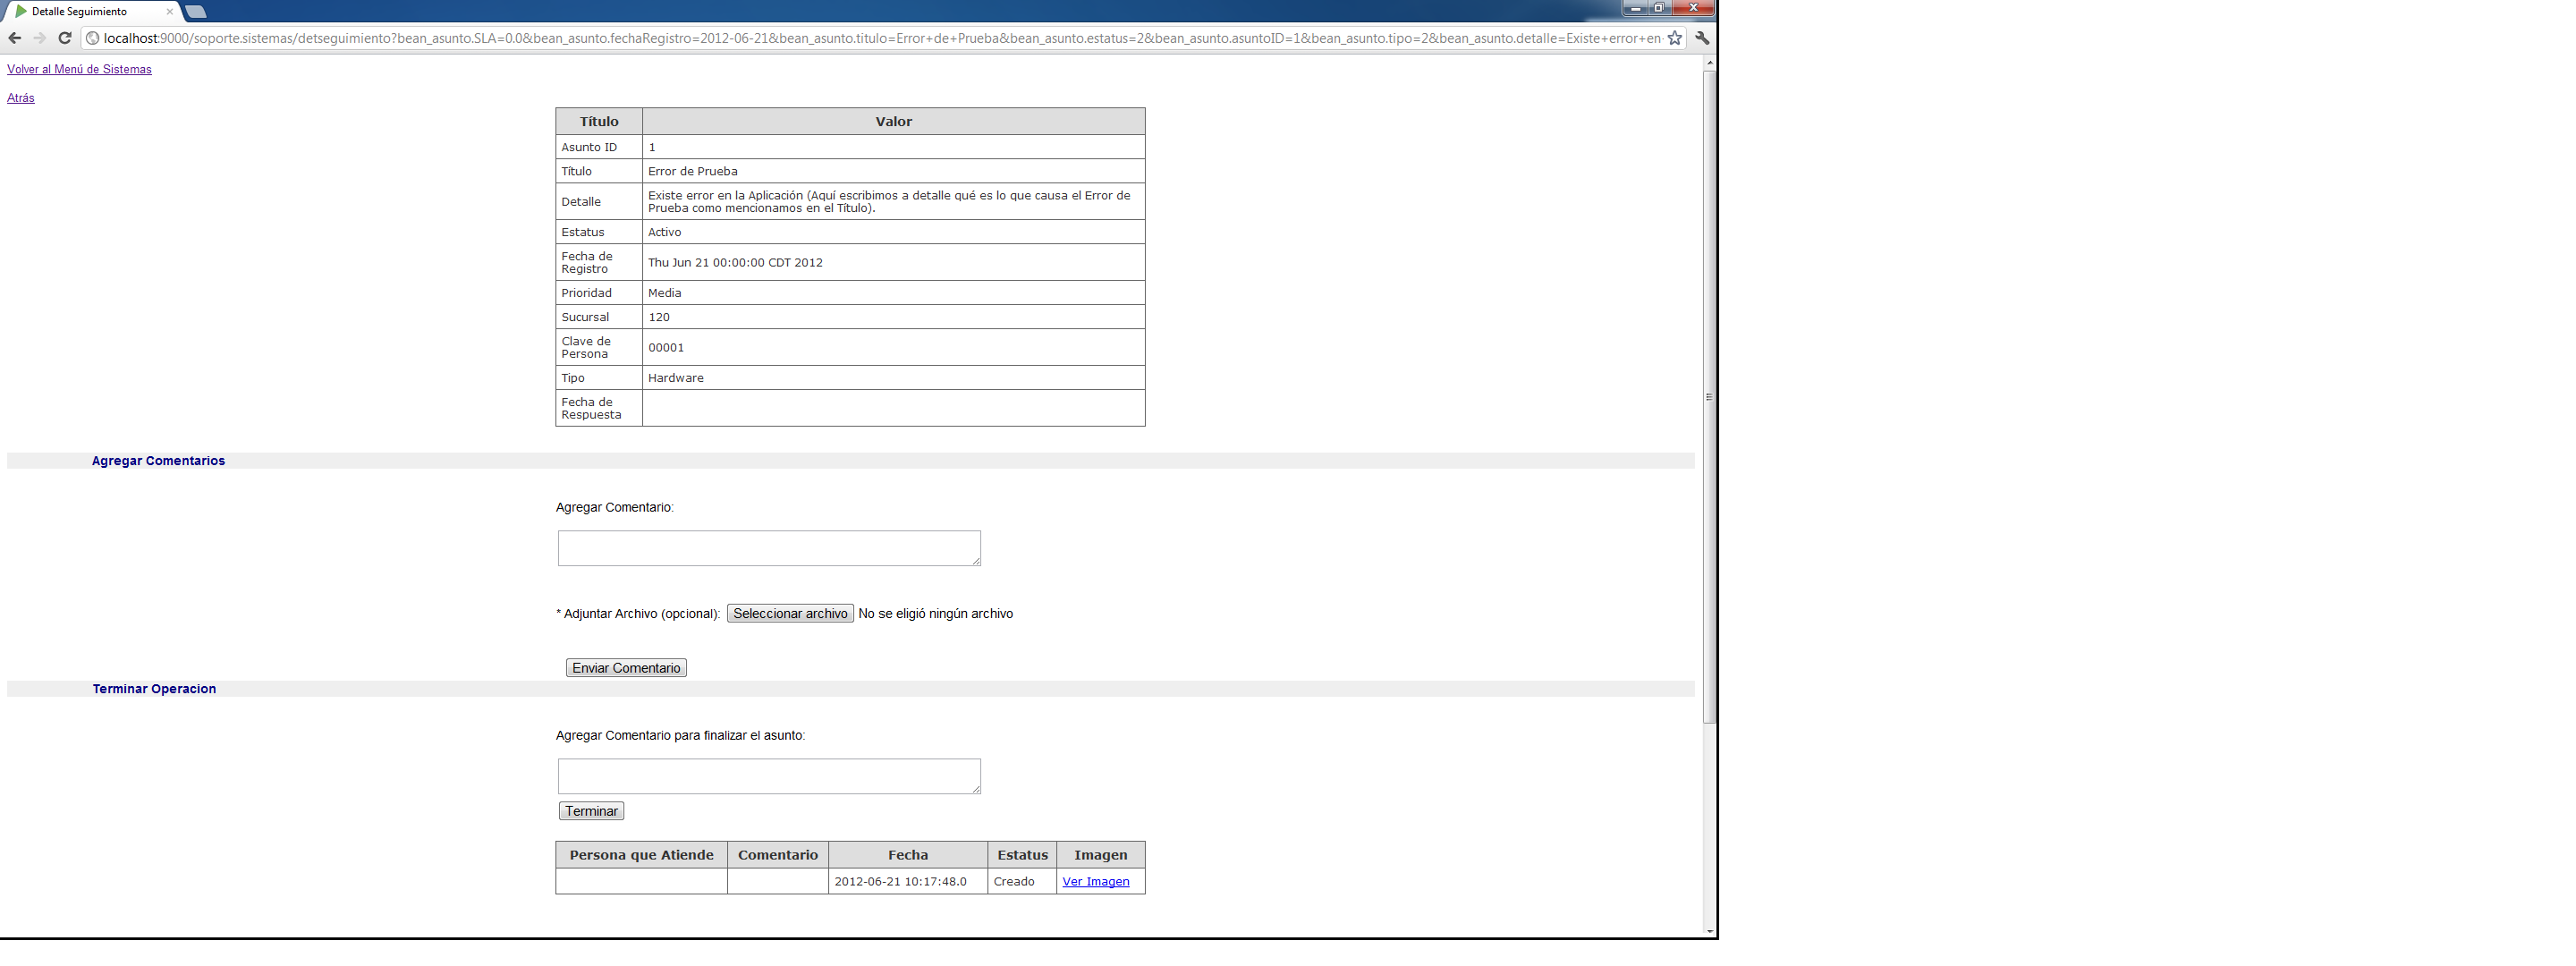 Detalle Seguimiento
localhost:9000/soporte.sistemas/detseguimiento?bean_asunto.SLA=0.0&bean_asunto.fechaRegistro=2012-06-21&bean_asunto.titulo=Error+de+Prueba&bean_asunto.estatus=2&bean_asunto.asuntoID=1&bean_asunto.tipo=2&bean_asunto.detalle=Existe+error+en
Volver al Menú de Sistemas
Atrás
Título Valor
Asunto ID 1
Título Error de Prueba
Detalle Existe error en la Aplicación (Aquí escribimos a detalle qué es lo que causa el Error de
Prueba como mencionamos en el Título).
Estatus Activo
Fecha de
Registro Thu Jun 21 00:00:00 CDT 2012
Prioridad Media
Sucursal 120
Clave de
Persona 00001
Tipo Hardware
Fecha de
Respuesta
Agregar Comentarios
Agregar Comentario:
* Adjuntar Archivo (opcional): Seleccionar archivo No se eligió ningún archivo
Enviar Comentario
Terminar Operacion
Agregar Comentario para finalizar el asunto:
Terminar
Persona que Atiende Comentario Fecha Estatus Imagen
2012-06-21 10:17:48.0 Creado Ver Imagen